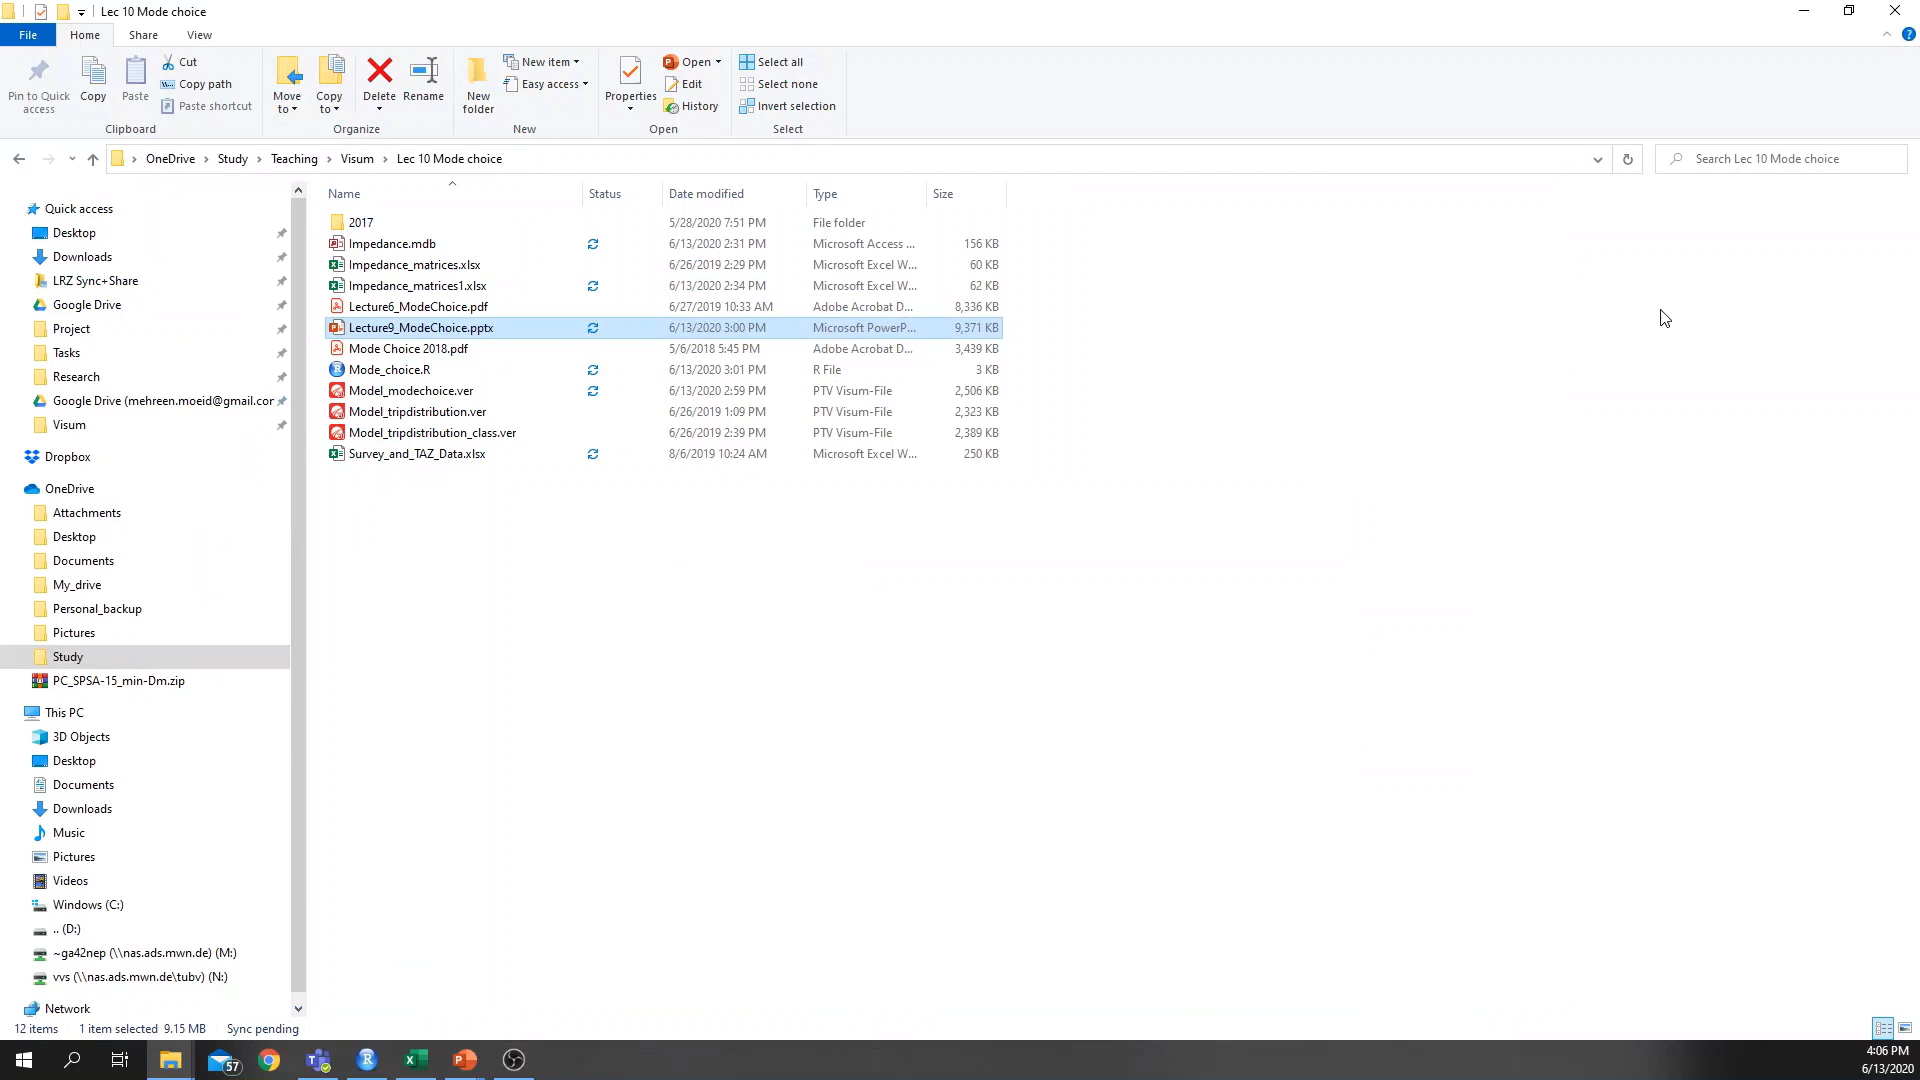 Lec 10 Mode choice
File Home Share View
Pin to Quick access
Copy
Paste
Cut
Copy path
Paste shortcut
Clipboard
Move to
Copy to
Delete
Rename
Organize
New folder
New item
Easy access
New
Properties
Open
Edit
History
Open
Select all
Select none
Invert selection
Select
OneDrive > Study > Teaching > Visum > Lec 10 Mode choice
Search Lec 10 Mode choice
Name Status Date modified Type Size
2017 5/28/2020 7:51 PM File folder
Impedance.mdb 6/13/2020 2:31 PM Microsoft Access ... 156 KB
Impedance_matrices.xlsx 6/26/2019 2:29 PM Microsoft Excel W... 60 KB
Impedance_matrices1.xlsx 6/13/2020 2:34 PM Microsoft Excel W... 62 KB
Lecture6_ModeChoice.pdf 6/27/2019 10:33 AM Adobe Acrobat D... 8,336 KB
Lecture9_ModeChoice.pptx 6/13/2020 3:00 PM Microsoft PowerP... 9,371 KB
Mode Choice 2018.pdf 5/6/2018 5:45 PM Adobe Acrobat D... 3,439 KB
Mode_choice.R 6/13/2020 3:01 PM R File 3 KB
Model_modechoice.ver 6/13/2020 2:59 PM PTV Visum-File 2,506 KB
Model_tripdistribution.ver 6/26/2019 1:09 PM PTV Visum-File 2,323 KB
Model_tripdistribution_class.ver 6/26/2019 2:39 PM PTV Visum-File 2,389 KB
Survey_and_TAZ_Data.xlsx 8/6/2019 10:24 AM Microsoft Excel W... 250 KB
Quick access
Desktop
Downloads
LRZ Sync+Share
Google Drive
Project
Tasks
Research
Google Drive (mehreen.moeid@gmail.cor
Visum
Dropbox
OneDrive
Attachments
Desktop
Documents
My_drive
Personal_backup
Pictures
Study
PC_SPSA-15_min-Dm.zip
This PC
3D Objects
Desktop
Documents
Downloads
Music
Pictures
Videos
Windows (C:)
.. (D:)
~ga42nep (\\nas.ads.mwn.de) (M:)
vvs (\\nas.ads.mwn.de\tubv) (N:)
Network
12 items 1 item selected 9.15 MB Sync pending
57
4:06 PM
6/13/2020